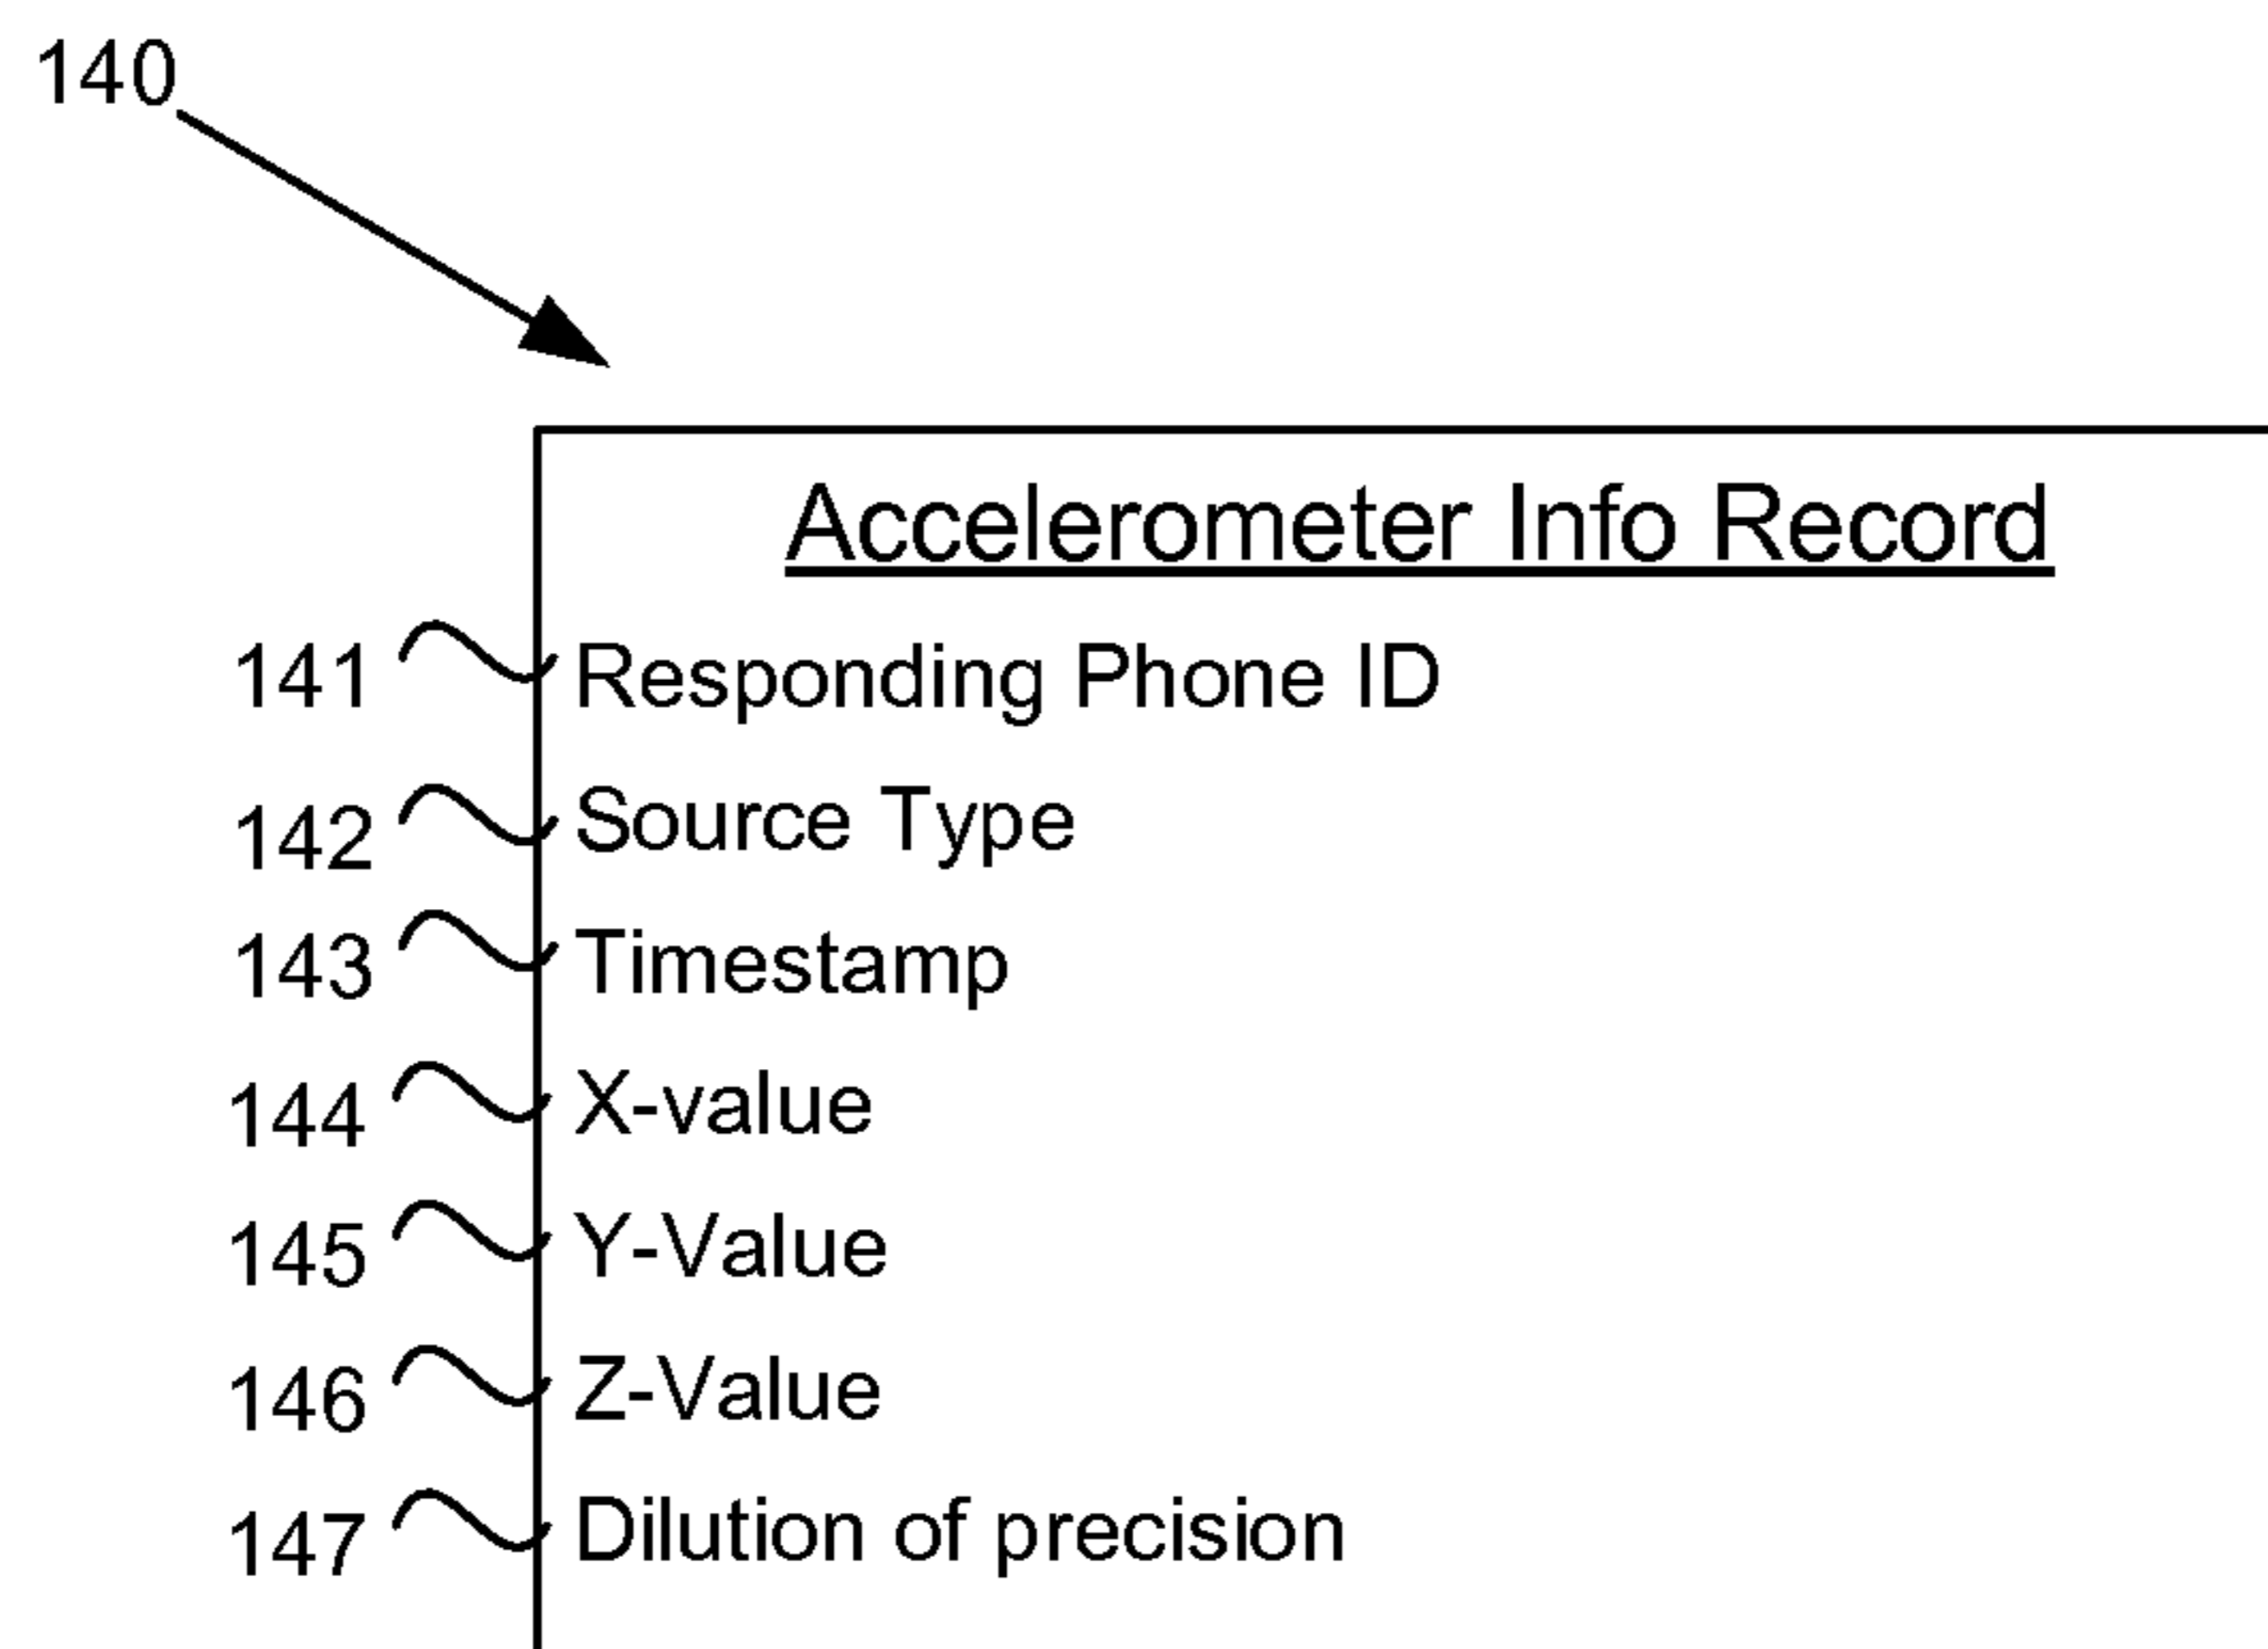 140
Accelerometer Info Record
141 Responding Phone ID
142 Source Type
143 Timestamp
144 X-value
145 Y-Value
146 Z-Value
147 Dilution of precision